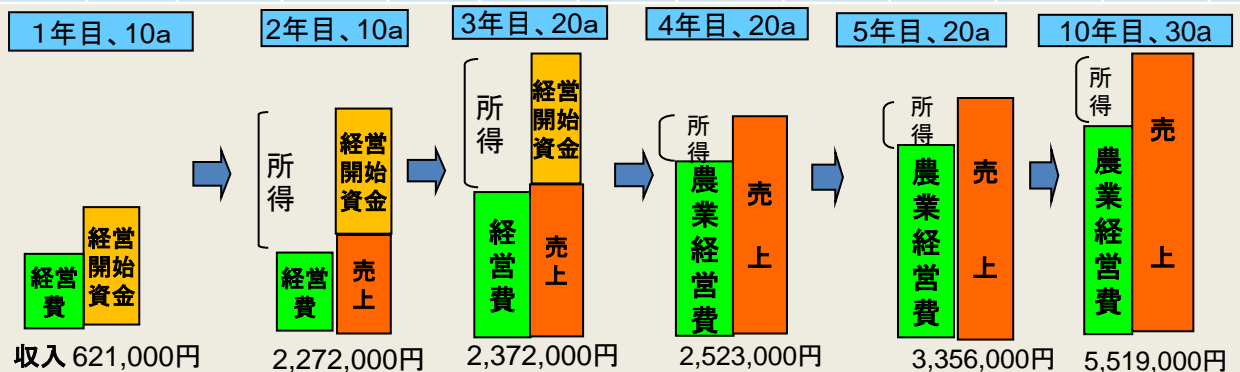 1年目、10a
2年目、10a
3年目、20a
4年目、20a
5年目、20a
10年目、30a
経営
費
経営
開始
資金
所
得
経営
費
経営
開始
資金
売
上
所
得
経
営
費
経営
開始
資金
売
上
所
得
農
業
経
営
費
売
上
所
得
農
業
経
営
費
売
上
所
得
農
業
経
営
費
売
上
収入 621,000円
2,272,000円
2,372,000円
2,523,000円
3,356,000円
5,519,000円